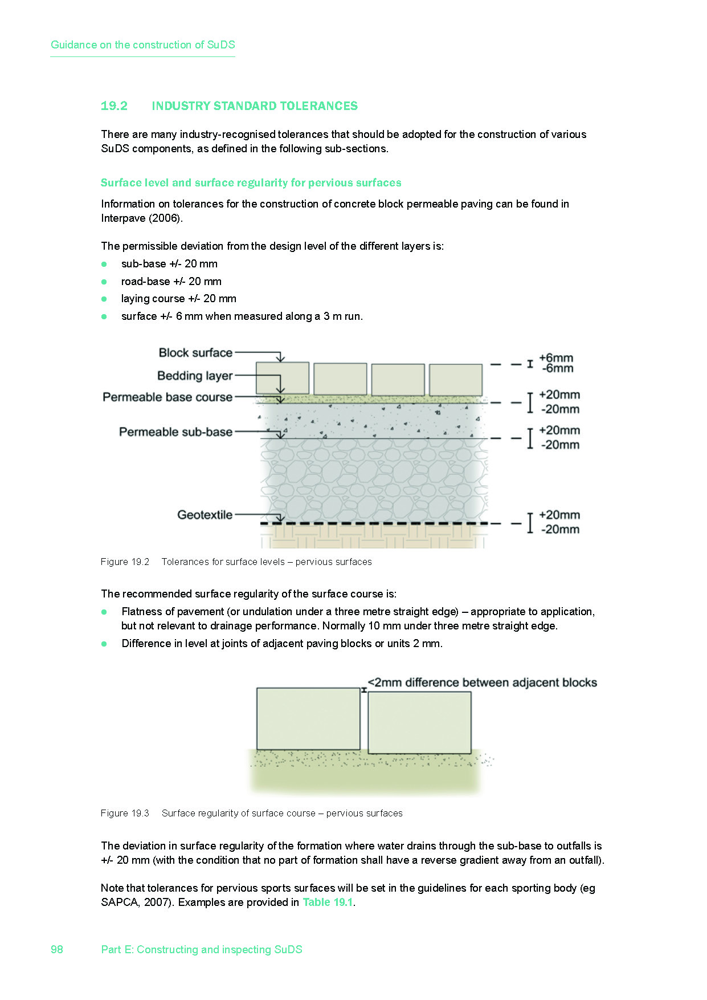 Guidance on the construction of SuDS
19.2 INDUSTRY STANDARD TOLERANCES
There are many industry-recognised tolerances that should be adopted for the construction of various
SuDS components, as defined in the following sub-sections.
Surface level and surface regularity for pervious surfaces
Information on tolerances for the construction of concrete block permeable paving can be found in
Interpave (2006).
The permissible deviation from the design level of the different layers is:
● sub-base +/- 20 mm
● road-base +/- 20 mm
● laying course +/- 20 mm
● surface +/- 6 mm when measured along a 3 m run.
Block surface
+6mm
-6mm
Bedding layer
Permeable base course
+20mm
-20mm
Permeable sub-base
+20mm
-20mm
Geotextile
+20mm
-20mm
Figure 19.2 Tolerances for surface levels – pervious surfaces
The recommended surface regularity of the surface course is:
● Flatness of pavement (or undulation under a three metre straight edge) – appropriate to application,
but not relevant to drainage performance. Normally 10 mm under three metre straight edge.
● Difference in level at joints of adjacent paving blocks or units 2 mm.
<2mm difference between adjacent blocks
Figure 19.3 Surface regularity of surface course – pervious surfaces
The deviation in surface regularity of the formation where water drains through the sub-base to outfalls is
+/- 20 mm (with the condition that no part of formation shall have a reverse gradient away from an outfall).
Note that tolerances for pervious sports surfaces will be set in the guidelines for each sporting body (eg
SAPCA, 2007). Examples are provided in Table 19.1.
98 Part E: Constructing and inspecting SuDS